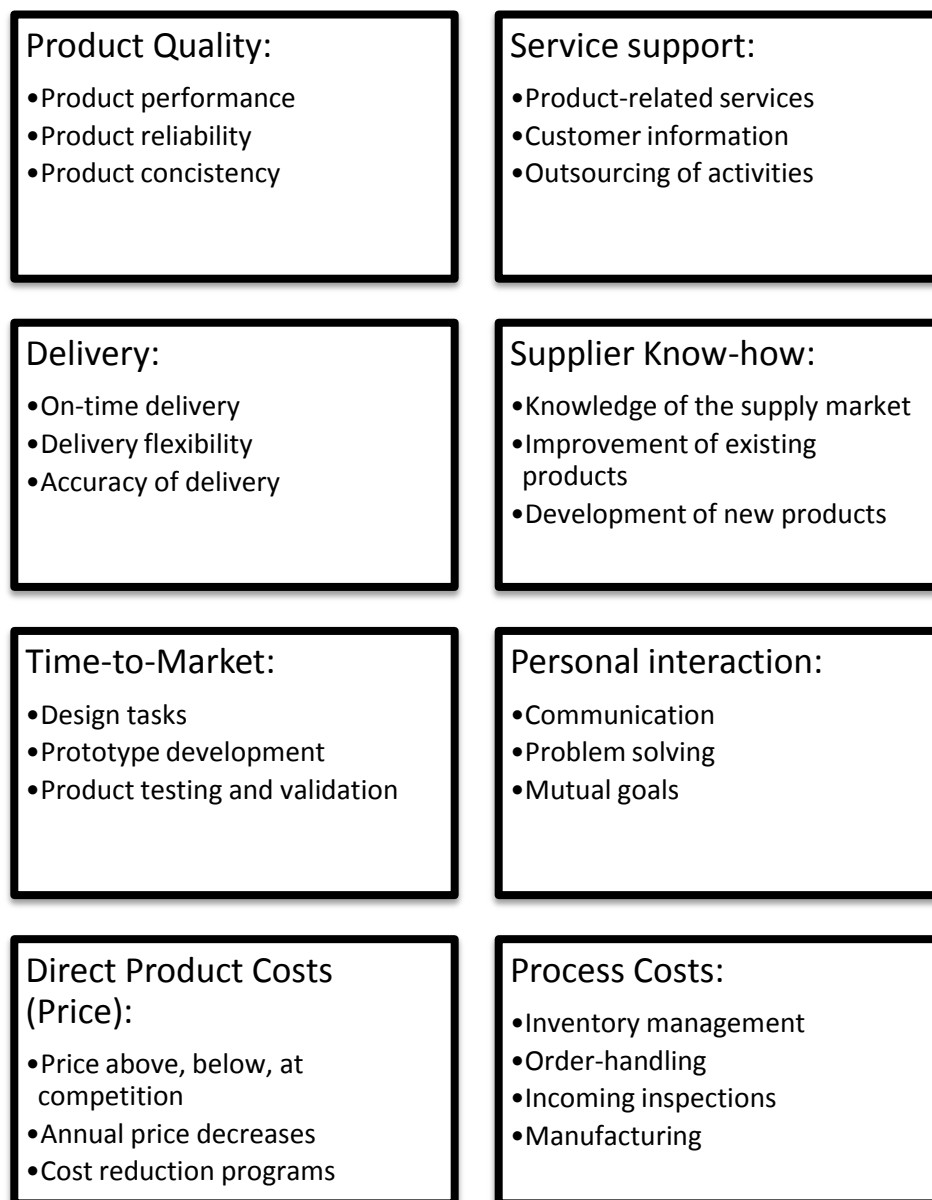 Product Quality:
•Product performance
•Product reliability
•Product concistency
Service support:
•Product-related services
•Customer information
•Outsourcing of activities
Delivery:
•On-time delivery
•Delivery flexibility
•Accuracy of delivery
Supplier Know-how:
•Knowledge of the supply market
•Improvement of existing
products
•Development of new products
Time-to-Market:
•Design tasks
•Prototype development
•Product testing and validation
Personal interaction:
•Communication
•Problem solving
•Mutual goals
Direct Product Costs
(Price):
•Price above, below, at
competition
•Annual price decreases
•Cost reduction programs
Process Costs:
•Inventory management
•Order-handling
•Incoming inspections
•Manufacturing